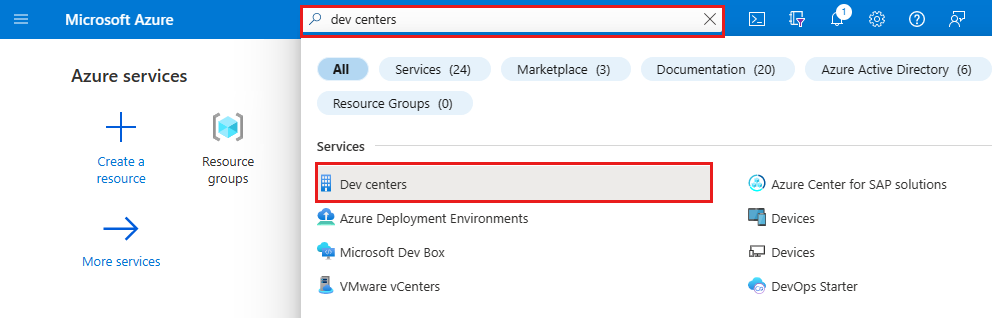 Microsoft Azure
dev centers
1
Azure services
Create a resource
Resource groups
More services
All
Services (24)
Marketplace (3)
Documentation (20)
Azure Active Directory (6)
Resource Groups (0)
Services
Dev centers
Azure Deployment Environments
Microsoft Dev Box
VMware vCenters
Azure Center for SAP solutions
Devices
Devices
DevOps Starter